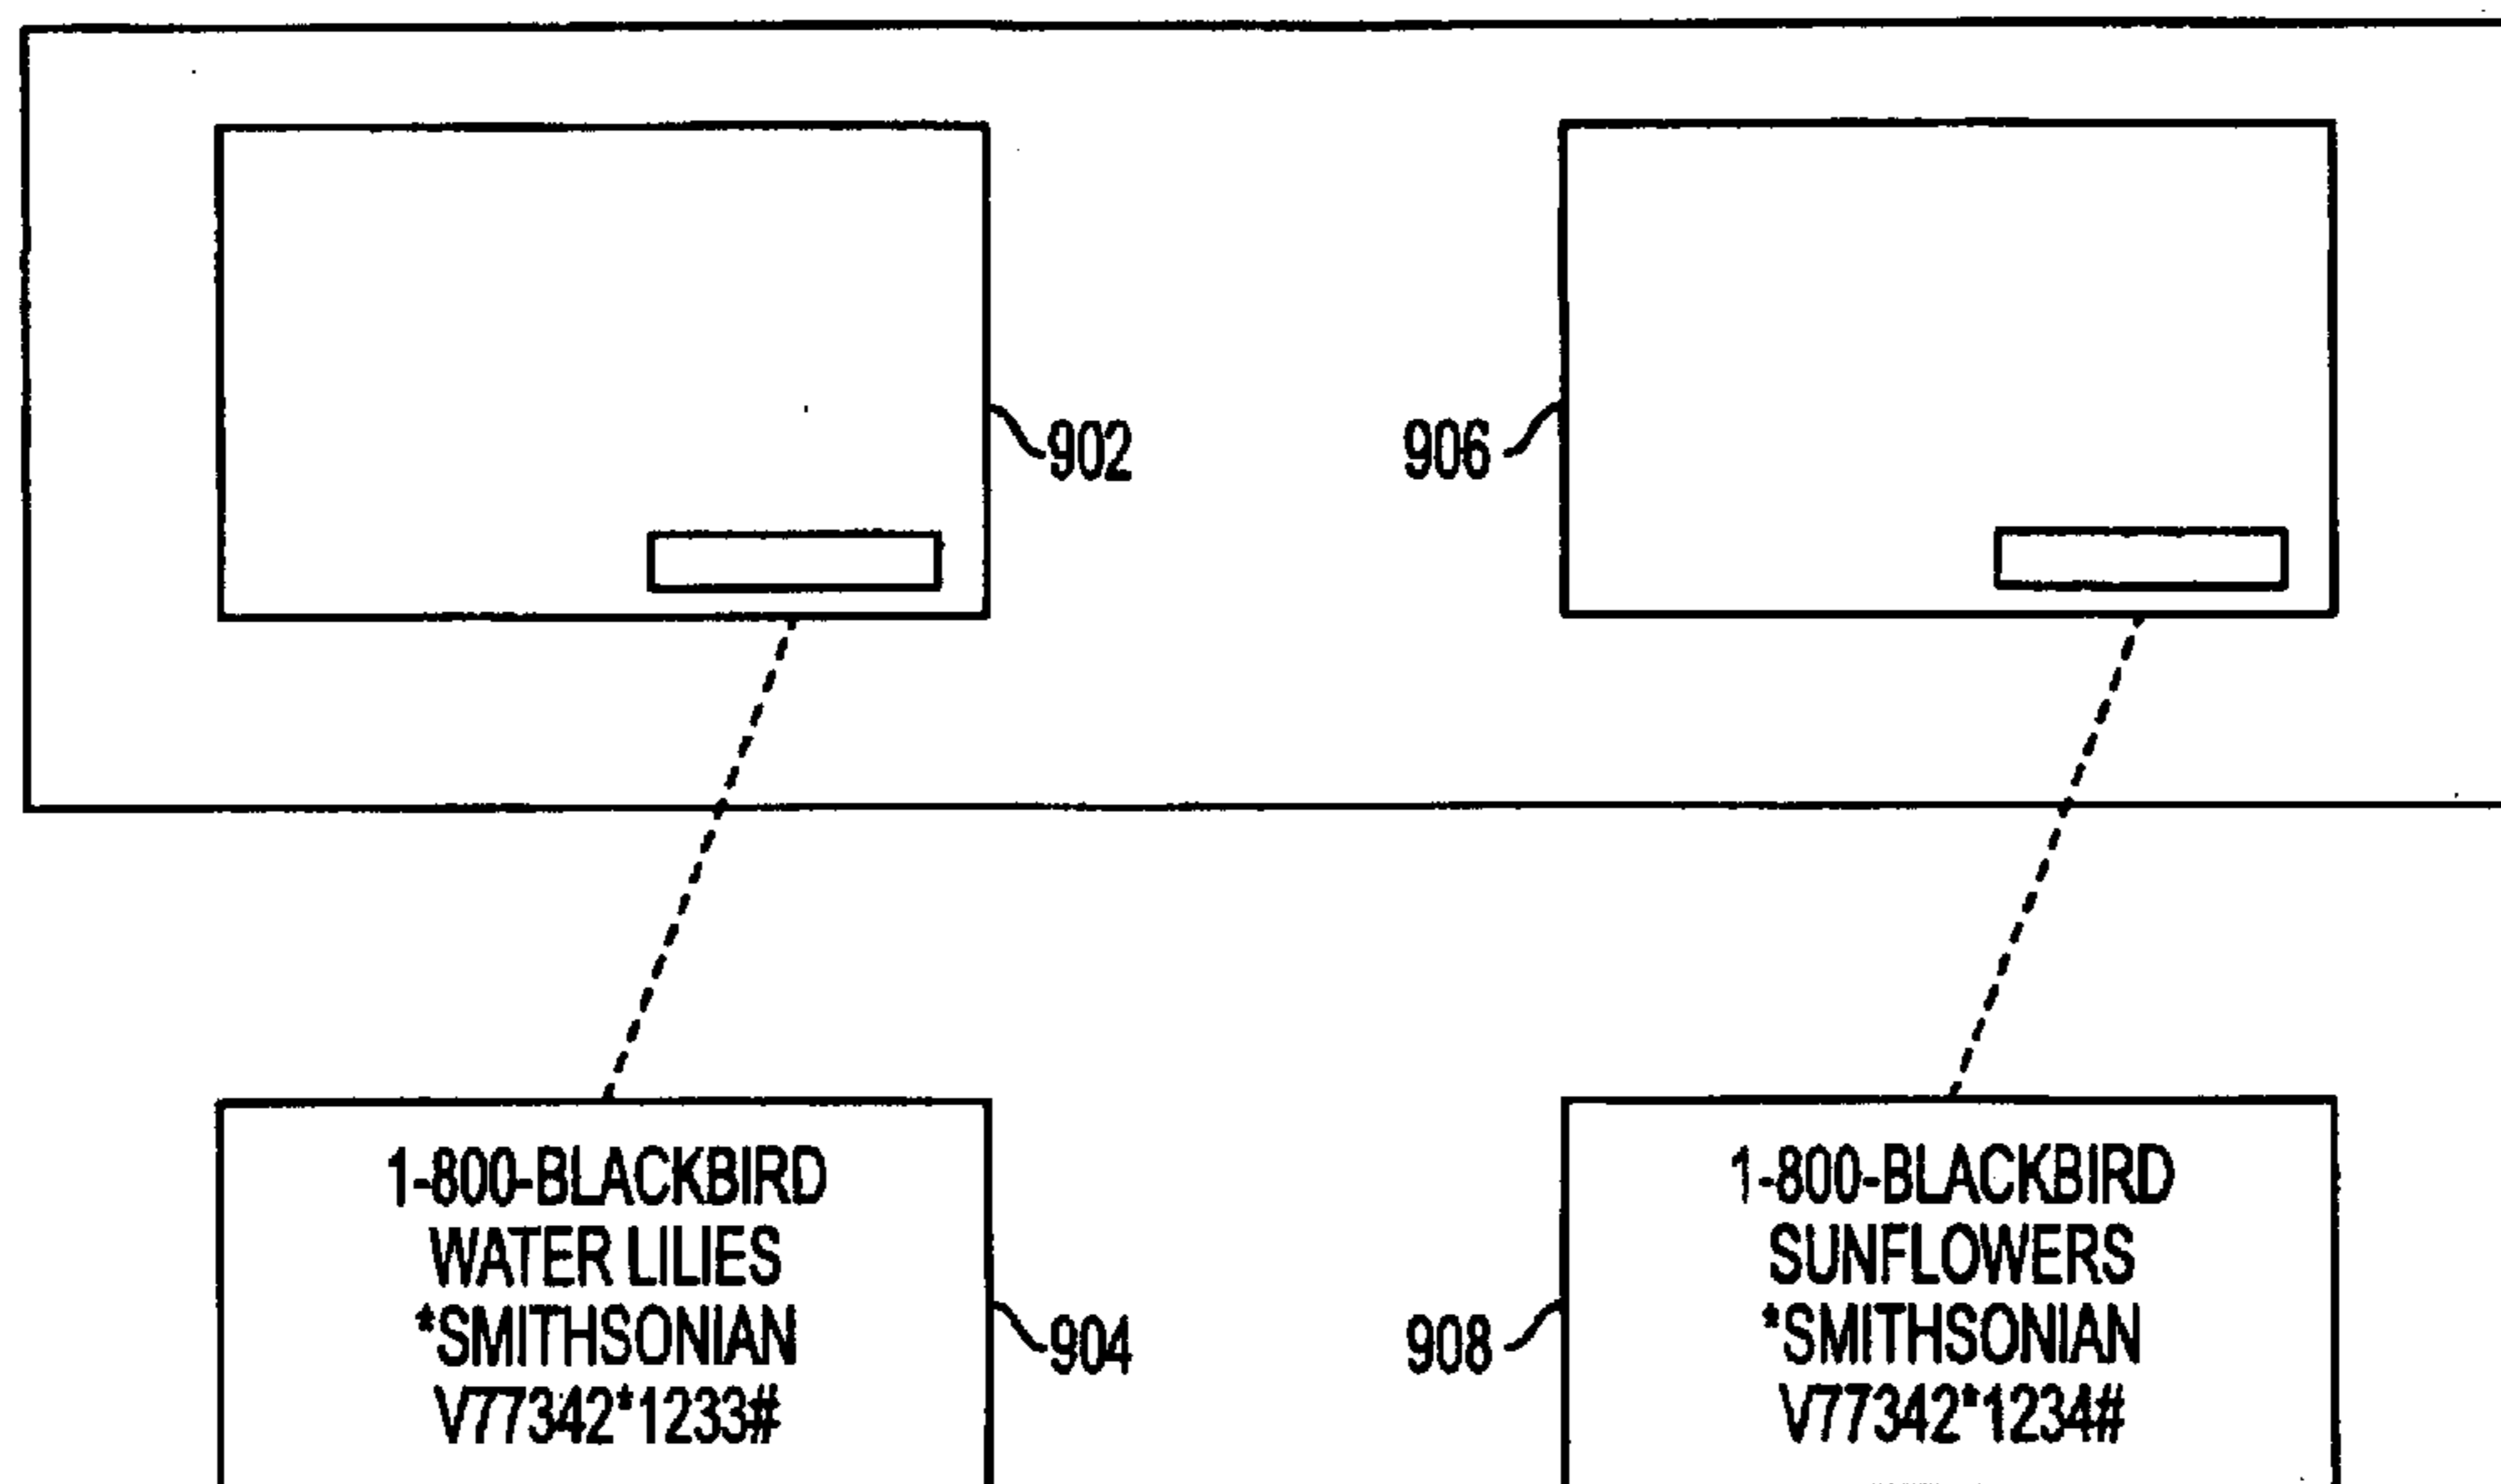 902
906
1-800-BLACKBIRD
WATER LILIES
*SMITHSONIAN
V77342*1233#
904
908
1-800-BLACKBIRD
SUNFLOWERS
*SMITHSONIAN
V77342*1234#